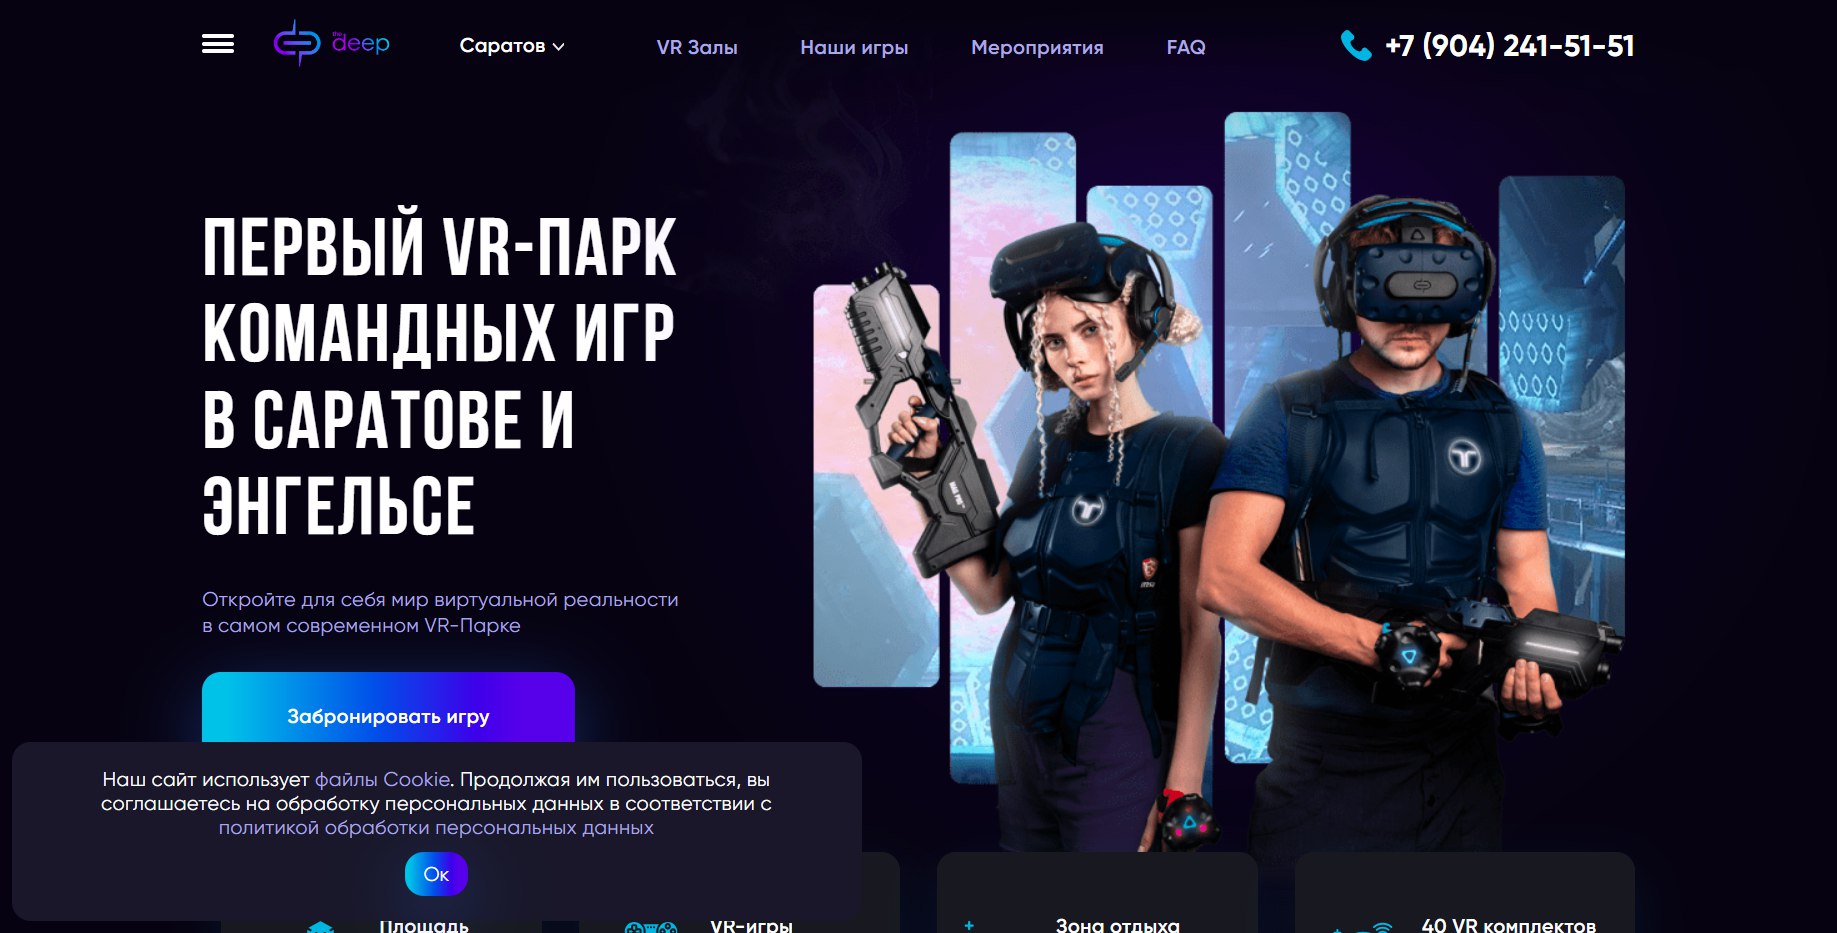 the
deep
Саратов
VR Залы
Наши игры
Мероприятия
FAQ
+7 (904) 241-51-51
ПЕРВЫЙ VR-ПАРК
КОМАНДНЫХ ИГР
В САРАТОВЕ И
ЭНГЕЛЬСЕ
Откройте для себя мир виртуальной реальности
в самом современном VR-Парке
Забронировать игру
Наш сайт использует файлы Cookie. Продолжая им пользоваться, вы
соглашаетесь на обработку персональных данных в соответствии с
политикой обработки персональных данных
Ок
Площадь
VR-игры
Зона отдыха
40 VR комплектов